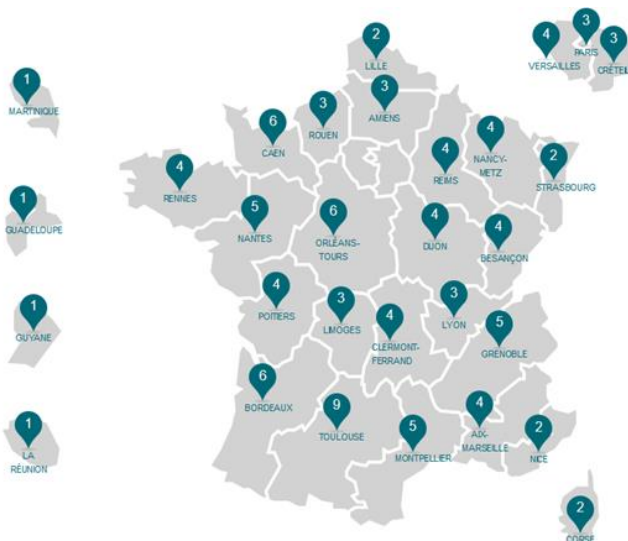 2
LILLE
4
VERSAILLES
3
PARIS
3
CRÉTEIL
1
MARTINIQUE
3
ROUEN
3
AMIENS
6
CAEN
4
REIMS
4
NANCY-
METZ
2
STRASBOURG
4
RENNES
1
GUADELOUPE
5
NANTES
6
ORLÉANS-
TOURS
4
DIJON
4
BESANÇON
1
GUYANE
4
POITIERS
3
LIMOGES
4
CLERMONT-
FERRAND
3
LYON
5
GRENOBLE
6
BORDEAUX
9
TOULOUSE
5
MONTPELLIER
4
AIX-
MARSEILLE
2
NICE
1
LA
RÉUNION
2
CORSE